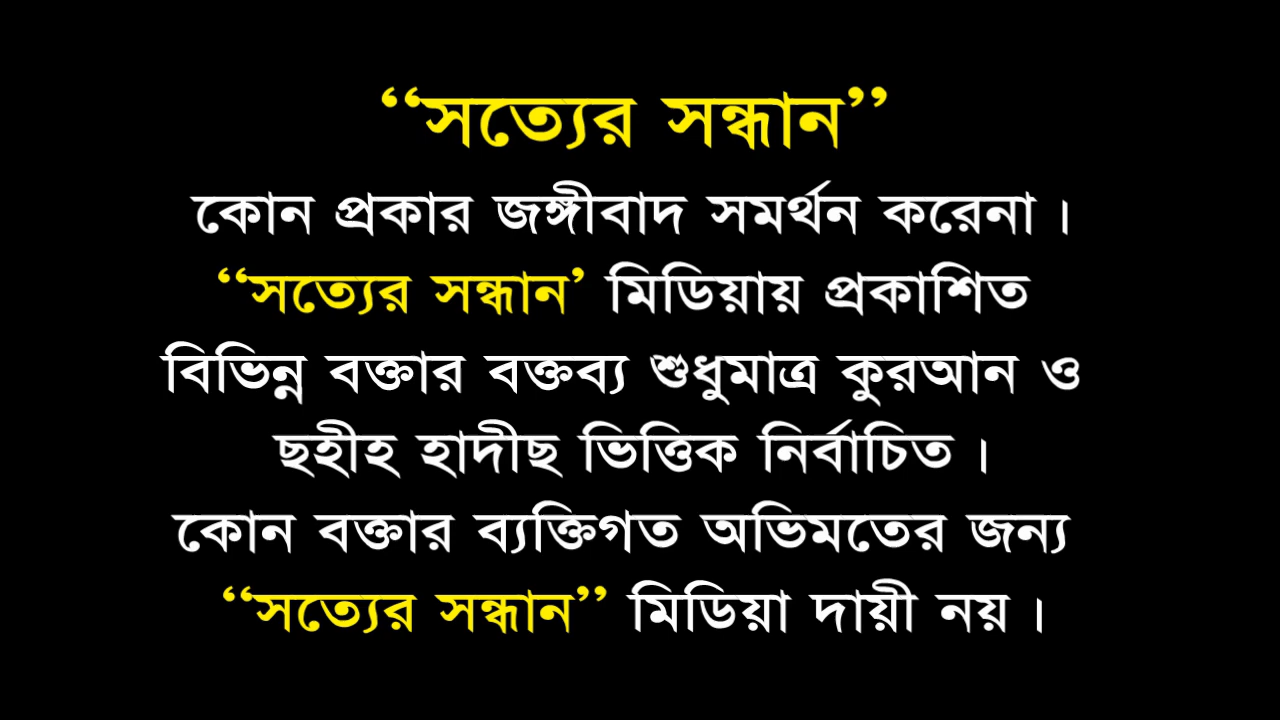 ‘‘সত্যের সন্ধান’’
কোন প্রকার জঙ্গীবাদ সমর্থন করেনা ।
‘‘সত্যের সন্ধান’ মিডিয়ায় প্রকাশিত
বিভিন্ন বক্তার বক্তব্য শুধুমাত্র কুরআন ও
ছহীহ হাদীছ ভিত্তিক নির্বাচিত ।
কোন বক্তার ব্যক্তিগত অভিমতের জন্য
‘‘সত্যের সন্ধান’’ মিডিয়া দায়ী নয় ।